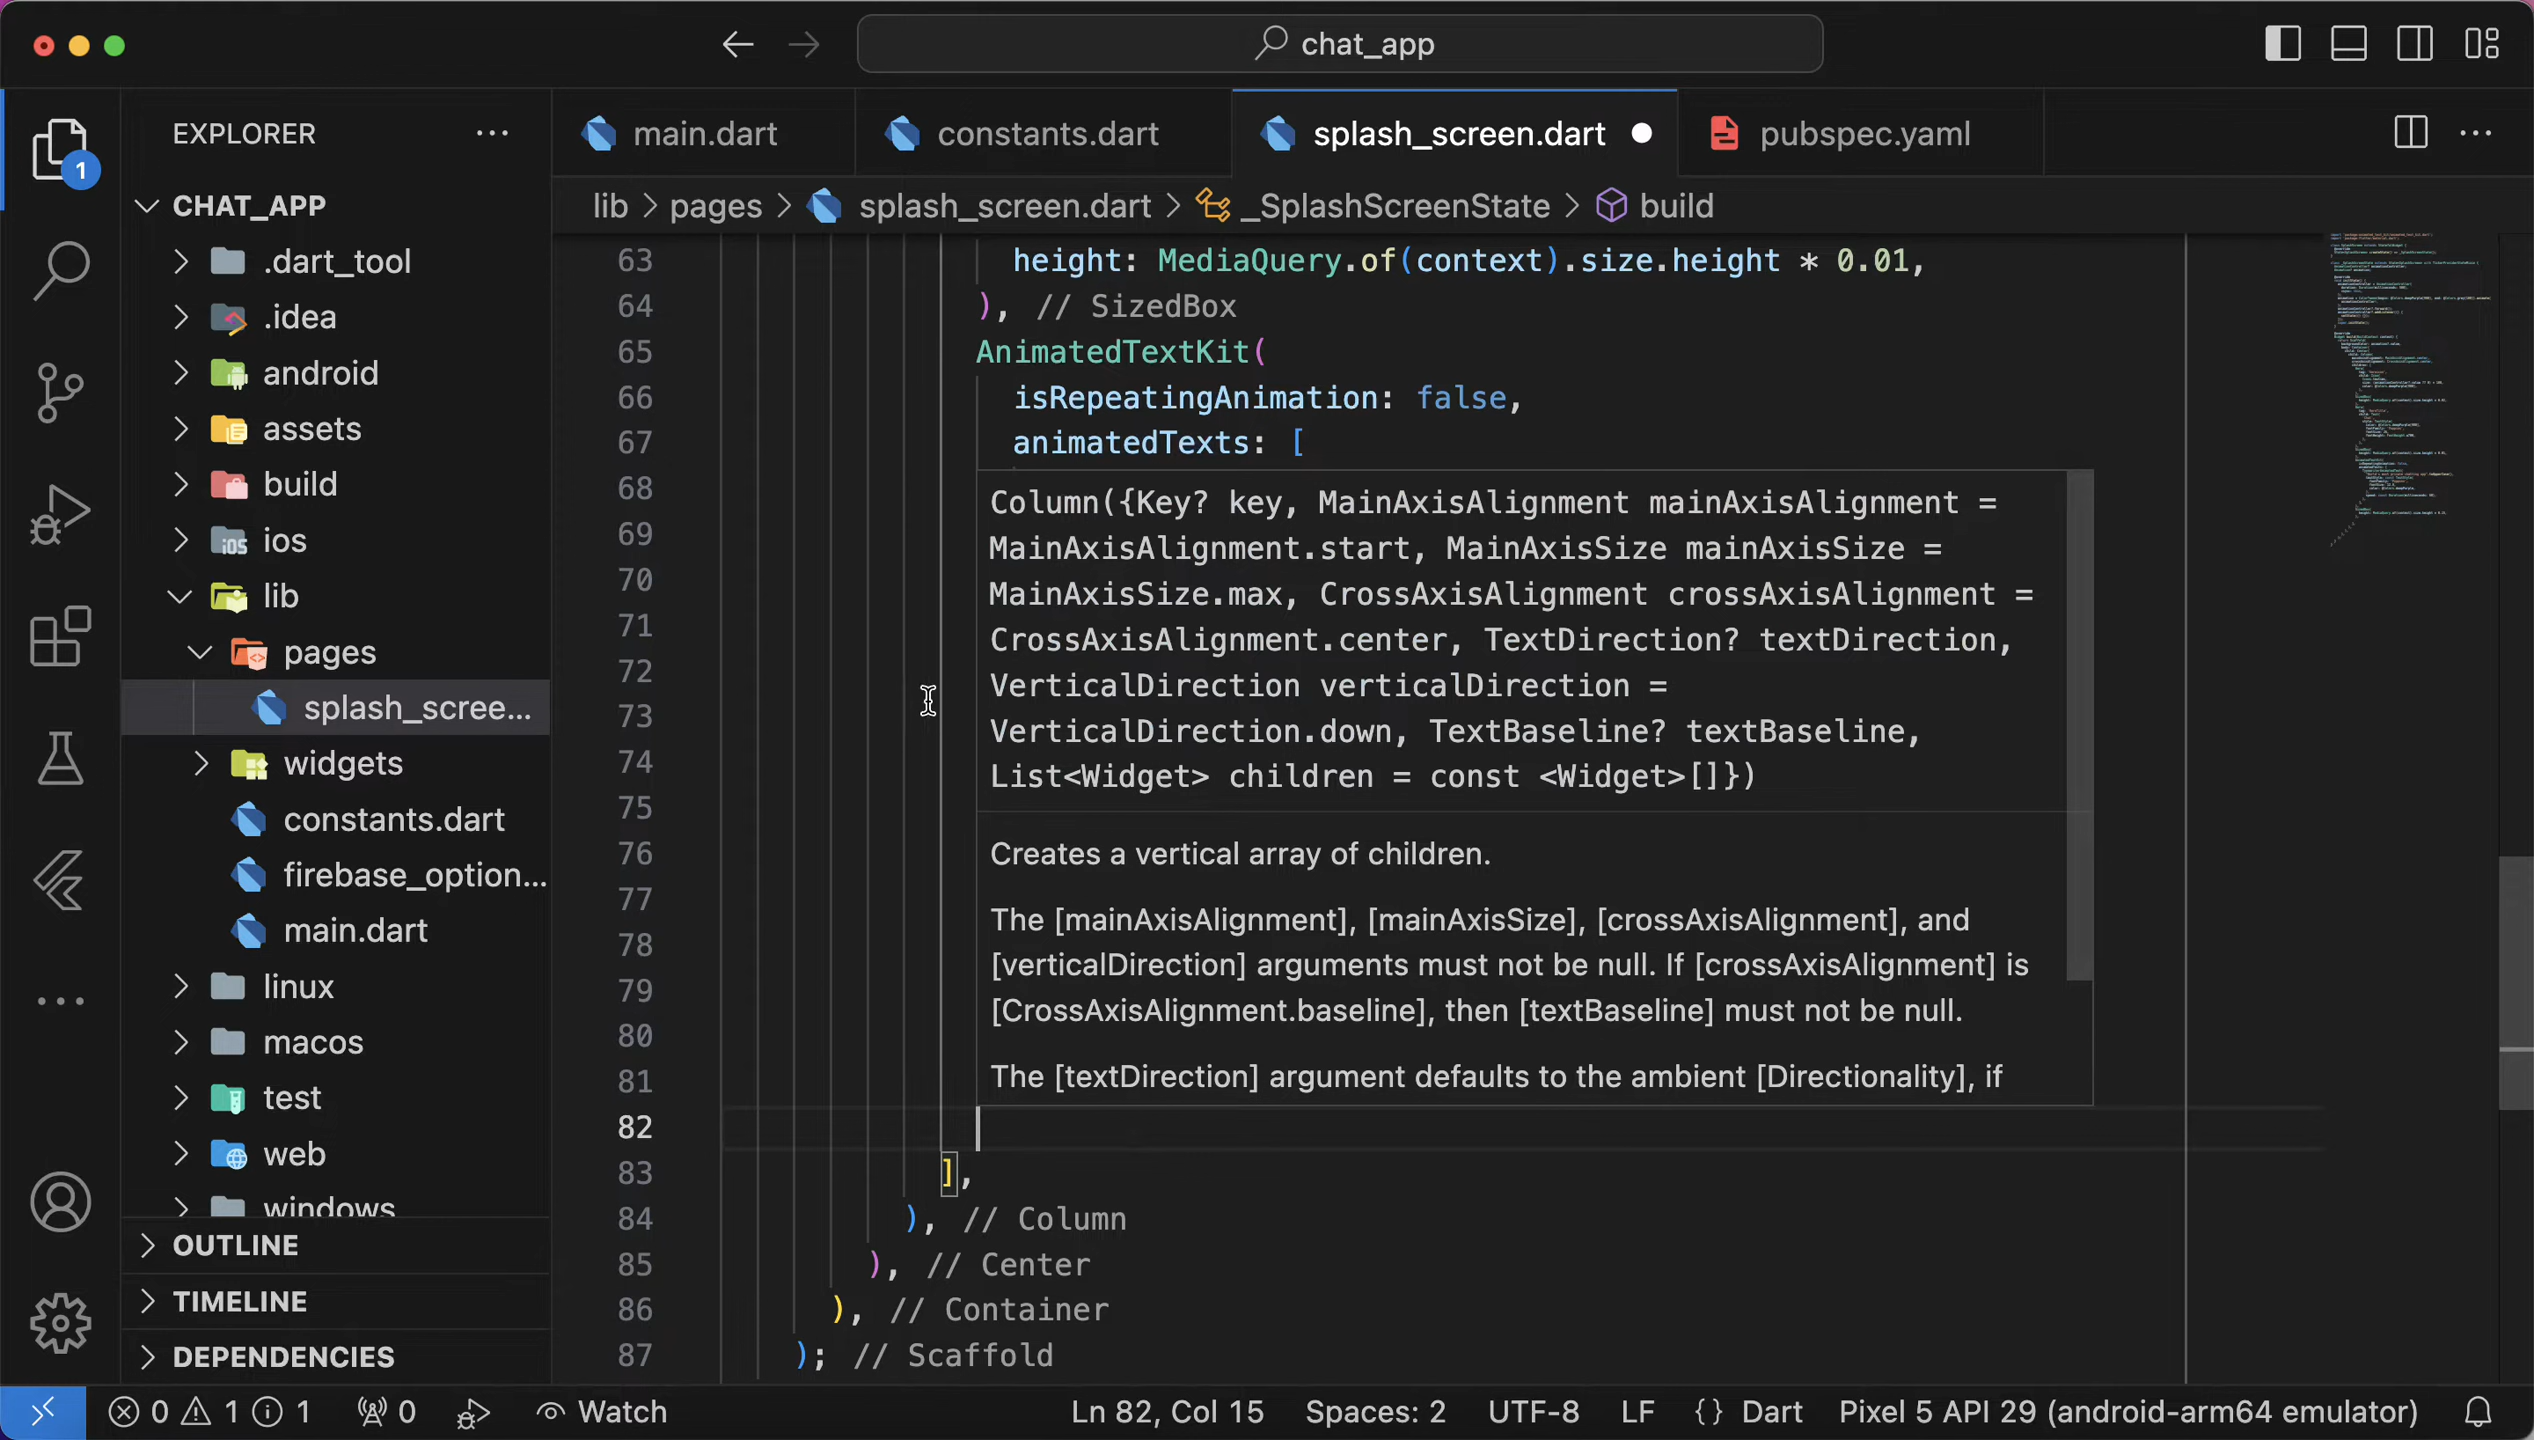 chat_app
EXPLORER
main.dart
constants.dart
splash_screen.dart
pubspec.yaml
1
lib > pages > splash_screen.dart > _SplashScreenState > build
CHAT_APP
.dart_tool
.idea
android
assets
build
ios
lib
pages
splash_scree...
widgets
constants.dart
firebase_option...
main.dart
linux
macos
test
web
windows
OUTLINE
TIMELINE
DEPENDENCIES
63 height: MediaQuery.of(context).size.height * 0.01,
64 ), // SizedBox
65 AnimatedTextKit(
66 isRepeatingAnimation: false,
67 animatedTexts: [
68
69
70
71
72
73
74
75
76
77
78
79
80
81
82
83 ],
84 ), // Column
85 ), // Center
86 ), // Container
87 ); // Scaffold
Column({Key? key, MainAxisAlignment mainAxisAlignment =
MainAxisAlignment.start, MainAxisSize mainAxisSize =
MainAxisSize.max, CrossAxisAlignment crossAxisAlignment =
CrossAxisAlignment.center, TextDirection? textDirection,
VerticalDirection verticalDirection =
VerticalDirection.down, TextBaseline? textBaseline,
List<Widget> children = const <Widget>[]})
Creates a vertical array of children.
The [mainAxisAlignment], [mainAxisSize], [crossAxisAlignment], and
[verticalDirection] arguments must not be null. If [crossAxisAlignment] is
[CrossAxisAlignment.baseline], then [textBaseline] must not be null.
The [textDirection] argument defaults to the ambient [Directionality], if
0 1 1 0 Watch Ln 82, Col 15 Spaces: 2 UTF-8 LF {} Dart Pixel 5 API 29 (android-arm64 emulator)